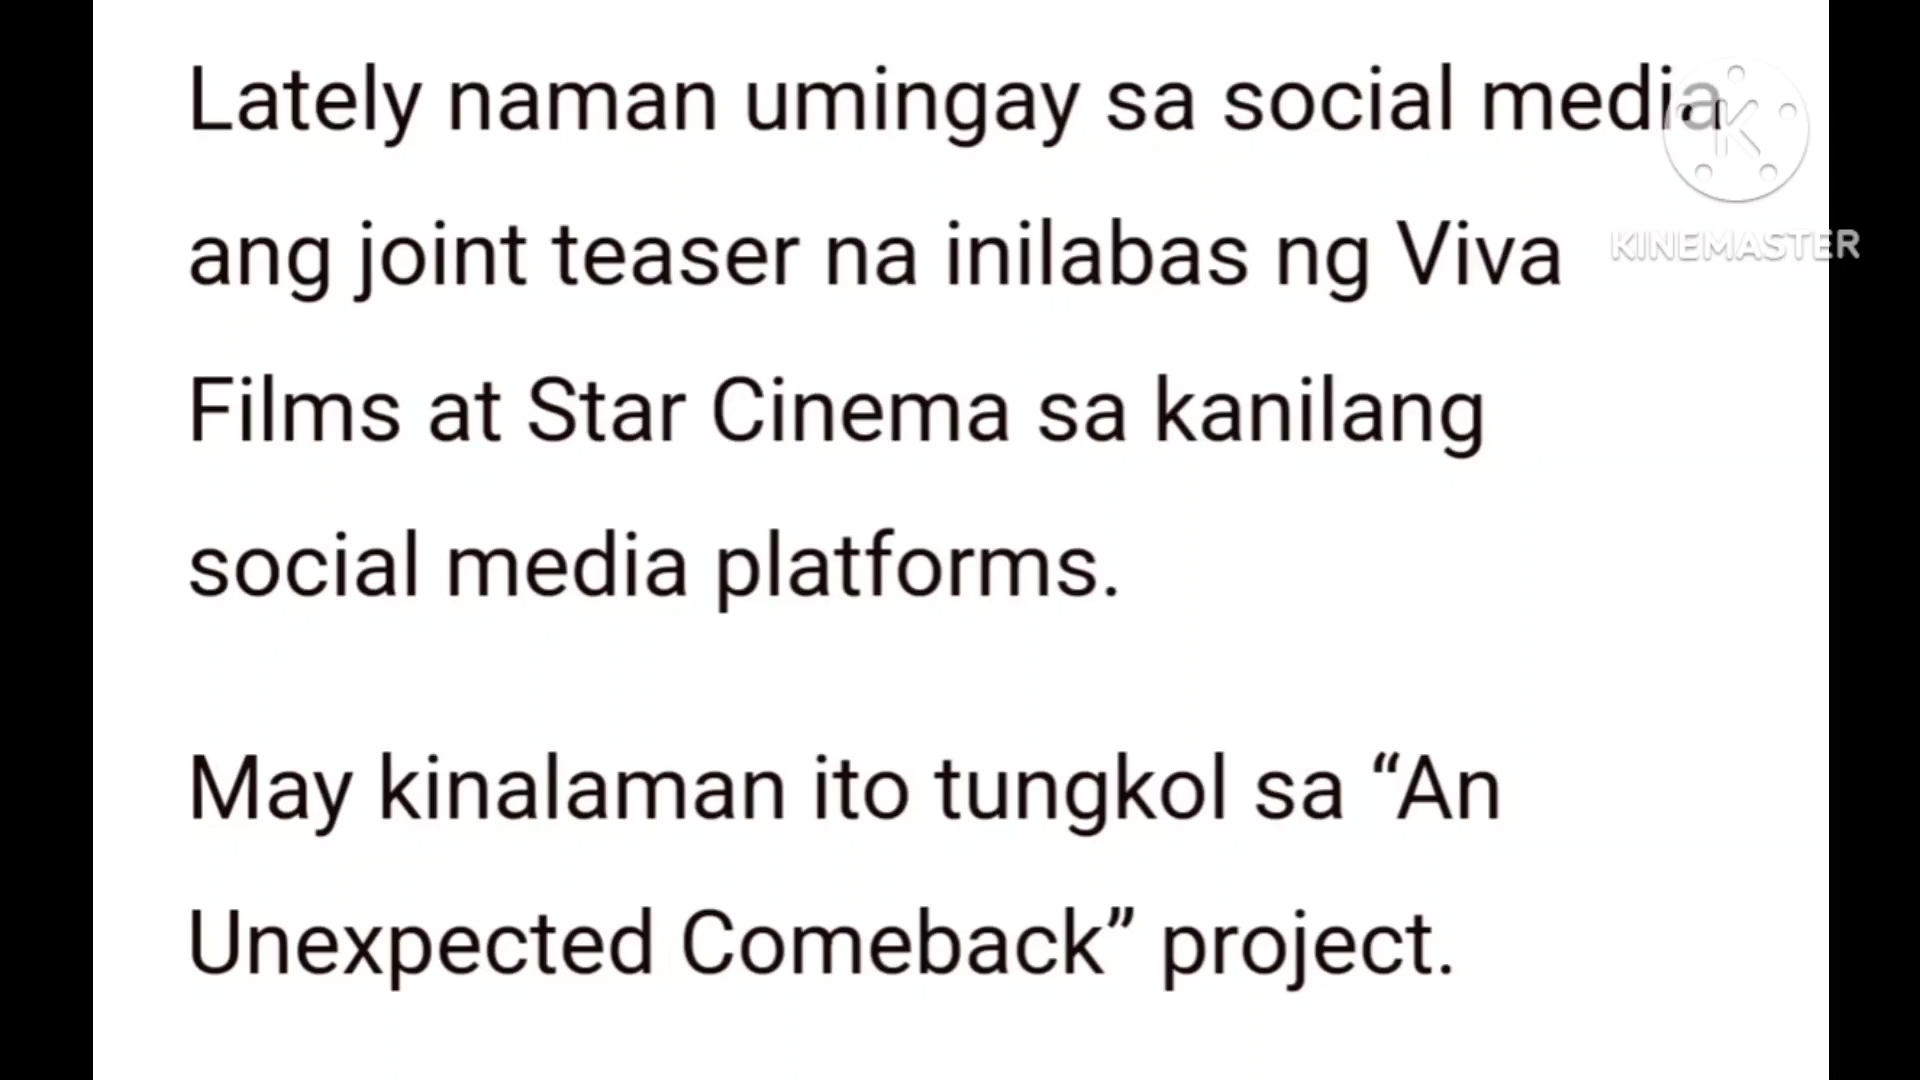 Lately naman umingay sa social media
ang joint teaser na inilabas ng Viva
KINEMASTER
Films at Star Cinema sa kanilang
social media platforms.
May kinalaman ito tungkol sa “An
Unexpected Comeback” project.